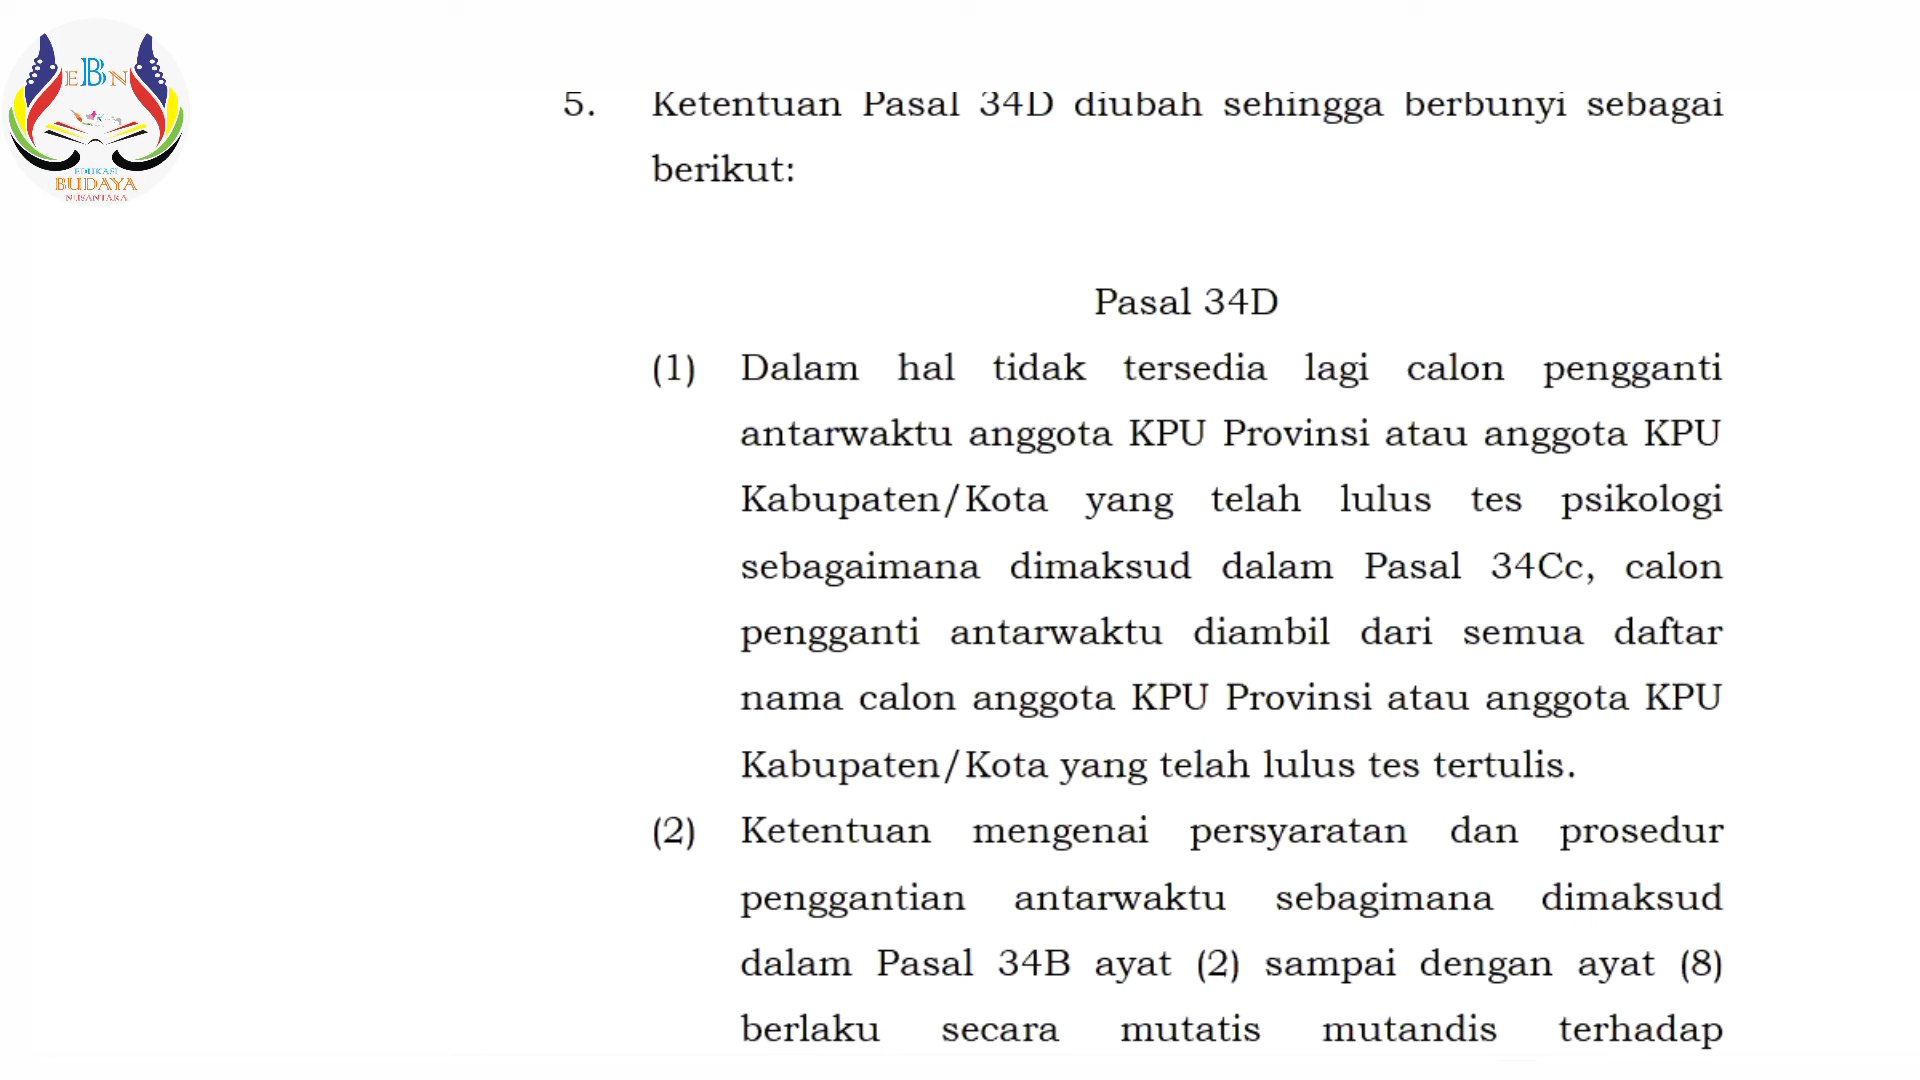 EBN
EDUKASI
BUDAYA
NUSANTARA
5. Ketentuan Pasal 34D diubah sehingga berbunyi sebagai
berikut:
Pasal 34D
(1) Dalam hal tidak tersedia lagi calon pengganti
antarwaktu anggota KPU Provinsi atau anggota KPU
Kabupaten/Kota yang telah lulus tes psikologi
sebagaimana dimaksud dalam Pasal 34Cc, calon
pengganti antarwaktu diambil dari semua daftar
nama calon anggota KPU Provinsi atau anggota KPU
Kabupaten/Kota yang telah lulus tes tertulis.
(2) Ketentuan mengenai persyaratan dan prosedur
penggantian antarwaktu sebagimana dimaksud
dalam Pasal 34B ayat (2) sampai dengan ayat (8)
berlaku secara mutatis mutandis terhadap